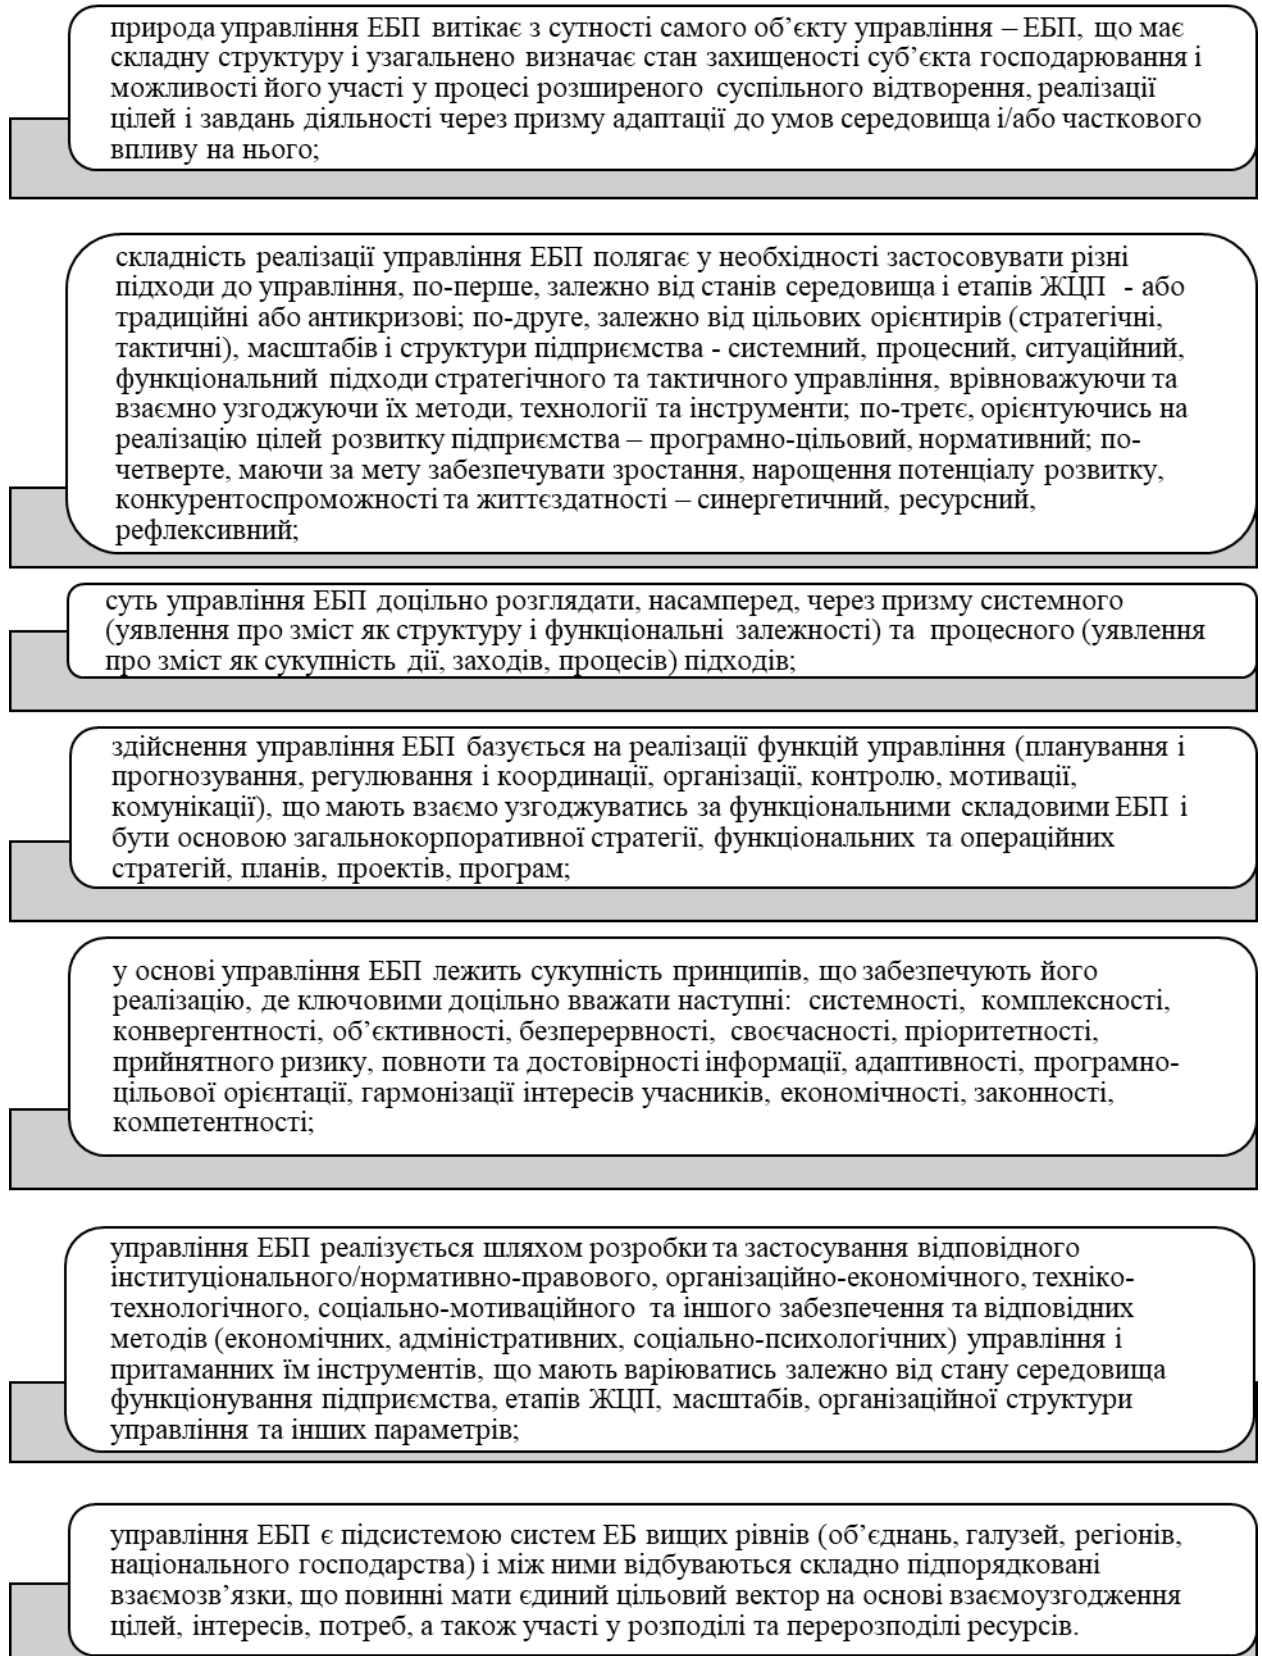 природа управління ЕБП витікає з сутності самого об’єкту управління – ЕБП, що має
складну структуру і узагальнено визначає стан захищеності суб’єкта господарювання і
можливості його участі у процесі розширеного суспільного відтворення, реалізації
цілей і завдань діяльності через призму адаптації до умов середовища і/або часткового
впливу на нього;
складність реалізації управління ЕБП полягає у необхідності застосовувати різні
підходи до управління, по-перше, залежно від станів середовища і етапів ЖЦП - або
традиційні або антикризові; по-друге, залежно від цільових орієнтирів (стратегічні,
тактичні), масштабів і структури підприємства - системний, процесний, ситуаційний,
функціональний підходи стратегічного та тактичного управління, врівноважуючи та
взаємно узгоджуючи їх методи, технології та інструменти; по-третє, орієнтуючись на
реалізацію цілей розвитку підприємства – програмно-цільовий, нормативний; по-
четверте, маючи за мету забезпечувати зростання, нарощення потенціалу розвитку,
конкурентоспроможності та життєздатності – синергетичний, ресурсний,
рефлексивний;
суть управління ЕБП доцільно розглядати, насамперед, через призму системного
(уявлення про зміст як структуру і функціональні залежності) та процесного (уявлення
про зміст як сукупність дії, заходів, процесів) підходів;
здійснення управління ЕБП базується на реалізації функцій управління (планування і
прогнозування, регулювання і координації, організації, контролю, мотивації,
комунікації), що мають взаємо узгоджуватись за функціональними складовими ЕБП і
бути основою загальнокорпоративної стратегії, функціональних та операційних
стратегій, планів, проектів, програм;
у основі управління ЕБП лежить сукупність принципів, що забезпечують його
реалізацію, де ключовими доцільно вважати наступні: системності, комплексності,
конвергентності, об’єктивності, безперервності, своєчасності, пріоритетності,
прийнятного ризику, повноти та достовірності інформації, адаптивності, програмно-
цільової орієнтації, гармонізації інтересів учасників, економічності, законності,
компетентності;
управління ЕБП реалізується шляхом розробки та застосування відповідного
інституціонального/нормативно-правового, організаційно-економічного, техніко-
технологічного, соціально-мотиваційного та іншого забезпечення та відповідних
методів (економічних, адміністративних, соціально-психологічних) управління і
притаманних їм інструментів, що мають варіюватись залежно від стану середовища
функціонування підприємства, етапів ЖЦП, масштабів, організаційної структури
управління та інших параметрів;
управління ЕБП є підсистемою систем ЕБ вищих рівнів (об’єднань, галузей, регіонів,
національного господарства) і між ними відбуваються складно підпорядковані
взаємозв’язки, що повинні мати єдиний цільовий вектор на основі взаємоузгодження
цілей, інтересів, потреб, а також участі у розподілі та перерозподілі ресурсів.